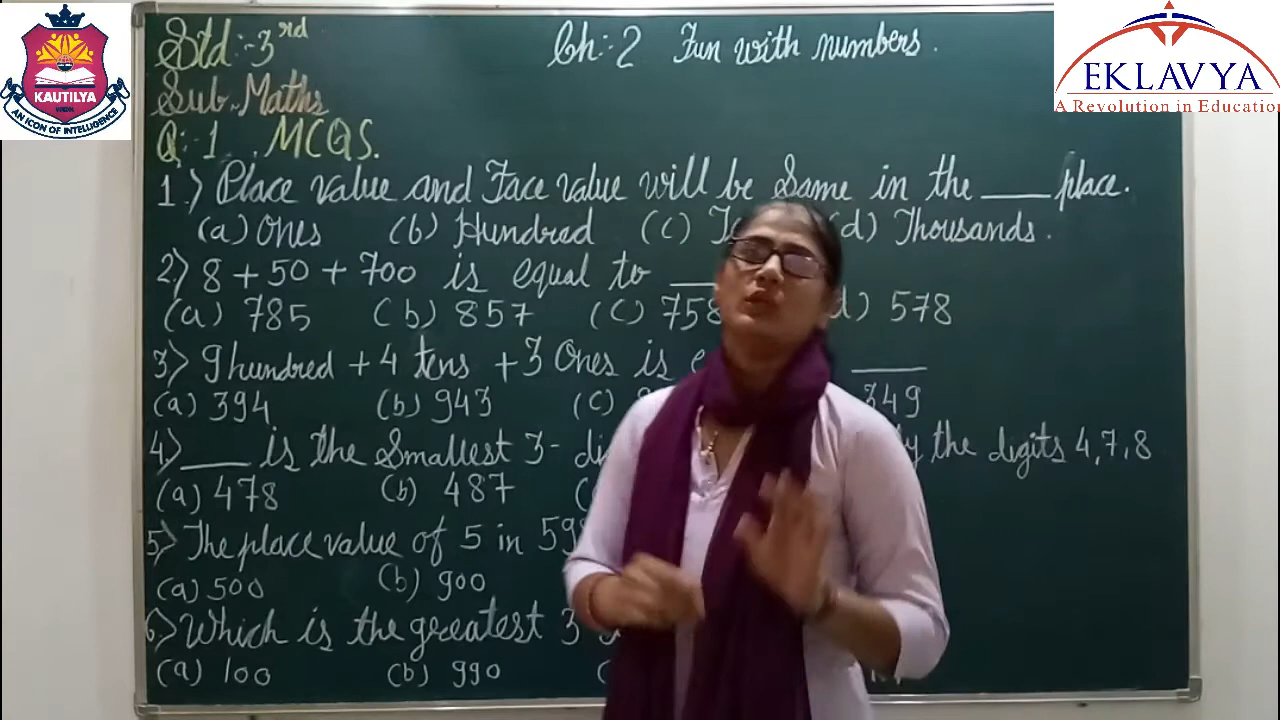 KAUTILYA
AN ICON OF INTELLIGENCE
EKLAVYA
A Revolution in Educatio
Std:-3rd
Ch:-2 Fun with numbers.
Sub-Maths
Q:-1. MCQS.
1.) Place value and Face value will be Same in the ___ place.
(a) Ones (b) Hundred (c) d) Thousands.
2) 8 + 50 + 700 is equal to ___
(a) 785 (b) 857 (c) 758 d) 578
3) 9 hundred + 4 tens + 3 Ones is ___
(a) 394 (b) 943 (c) 349
4) ___ is the Smallest 3- the digits 4,7,8
(a) 478 (b) 487
5) The place value of 5 in
(a) 500 (b) 900
6) Which is the greatest 3
(a) 100 (b) 990